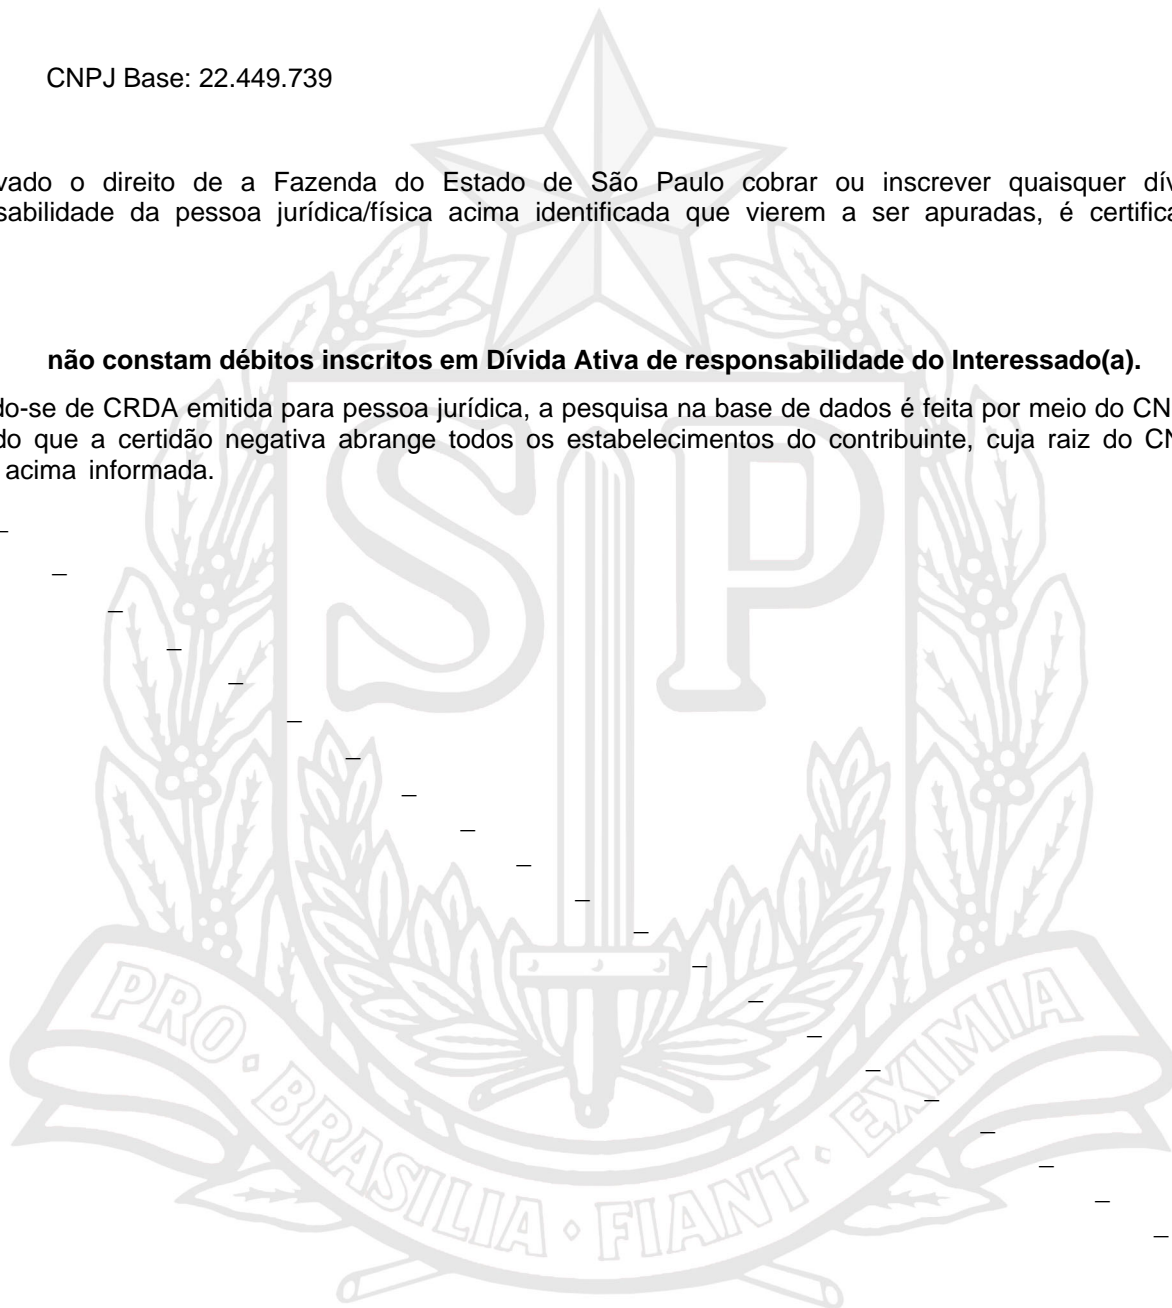 CNPJ Base: 22.449.739
vado o direito de a Fazenda do Estado de São Paulo cobrar ou inscrever quaisquer dív
sabilidade da pessoa jurídica/física acima identificada que vierem a ser apuradas, é certifica
não constam débitos inscritos em Dívida Ativa de responsabilidade do Interessado(a).
do-se de CRDA emitida para pessoa jurídica, a pesquisa na base de dados é feita por meio do CN
do que a certidão negativa abrange todos os estabelecimentos do contribuinte, cuja raiz do CN
acima informada.
SP
PRO • BRASILIA • FIANT • EXIMIA